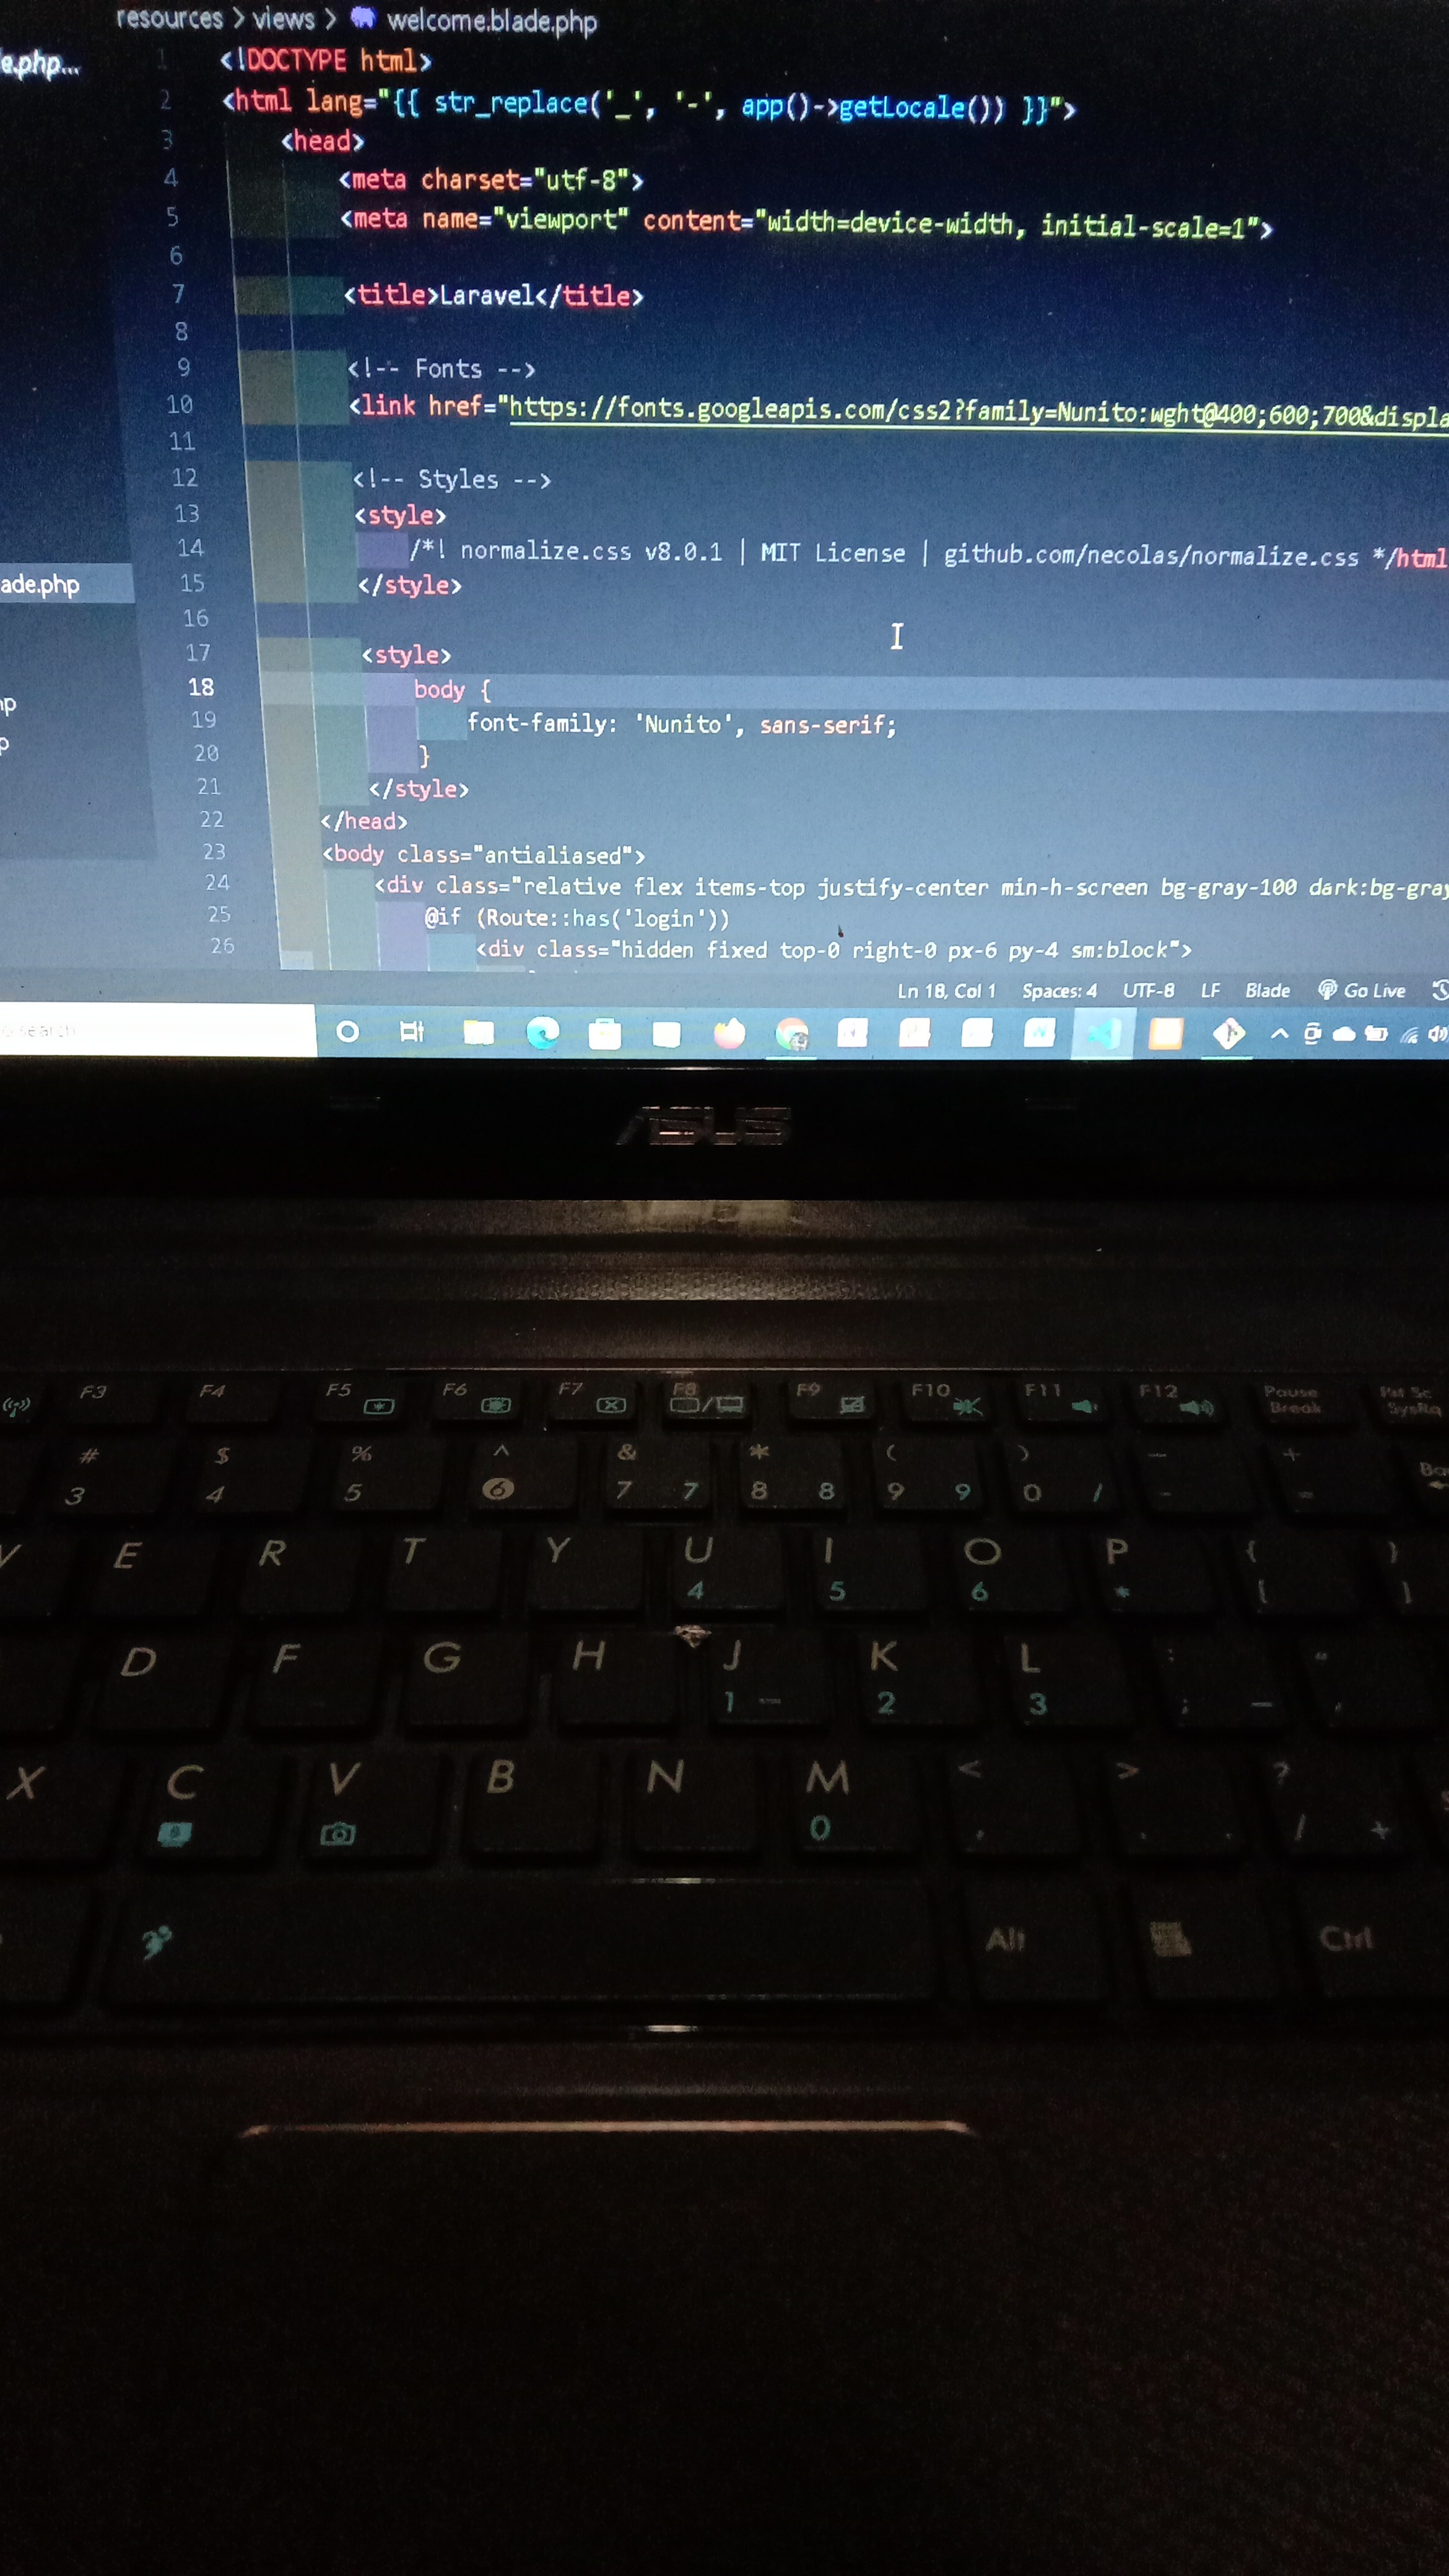 resources > views > welcome.blade.php
e.php...
1 <!DOCTYPE html>
2 <html lang="{{ str_replace('_', '-', app()->getLocale()) }}">
3 <head>
4 <meta charset="utf-8">
5 <meta name="viewport" content="width=device-width, initial-scale=1">
6
7 <title>Laravel</title>
8
9 <!-- Fonts -->
10 <link href="https://fonts.googleapis.com/css2?family=Nunito:wght@400;600;700&displa
11
12 <!-- Styles -->
13 <style>
14 /*! normalize.css v8.0.1 | MIT License | github.com/necolas/normalize.css */html
ade.php
15 </style>
16
17 <style>
18 body {
19 font-family: 'Nunito', sans-serif;
20 }
21 </style>
22 </head>
23 <body class="antialiased">
24 <div class="relative flex items-top justify-center min-h-screen bg-gray-100 dark:bg-gray
25 @if (Route::has('login'))
26 <div class="hidden fixed top-0 right-0 px-6 py-4 sm:block">
Ln 18, Col 1 Spaces: 4 UTF-8 LF Blade Go Live
search
ASUS
F3 F4 F5 F6 F7 F8 F9 F10 F11 F12 Pause Break Prt Sc SysRq
# $ % ^ & * ( ) — +
3 4 5 6 7 7 8 8 9 9 0 / - =
E R T Y U I O P { }
4 5 6 * [ ]
D F G H J K L : "
1 - 2 3 ; - '
X C V B N M < > ?
0 , . . / +
Alt Ctrl